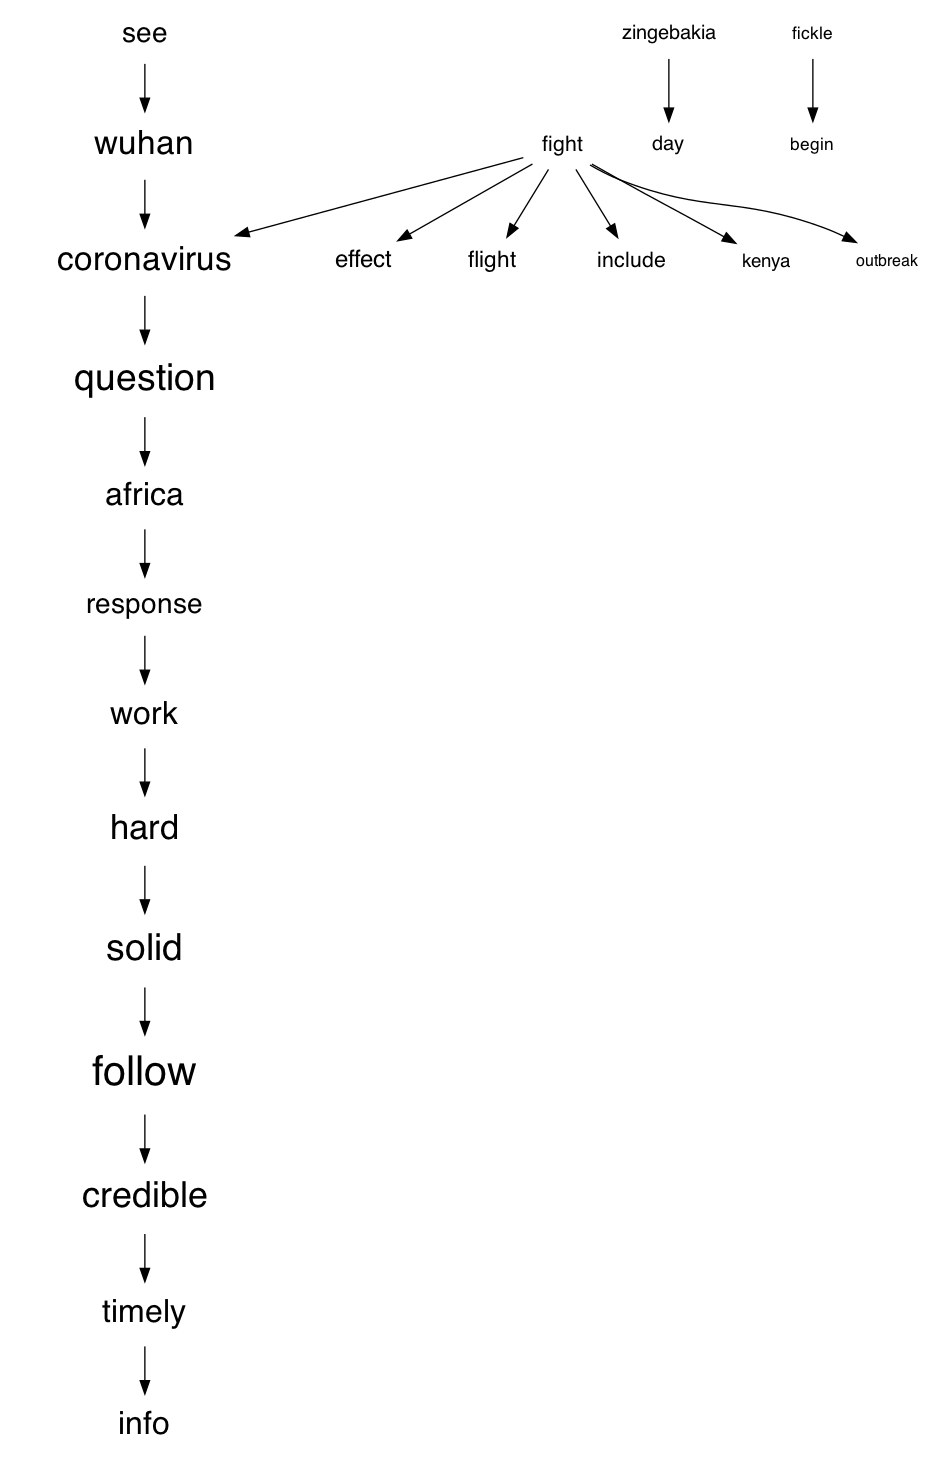 see
zingebakia
fickle
wuhan
fight
day
begin
coronavirus
effect
flight
include
kenya
outbreak
question
africa
response
work
hard
solid
follow
credible
timely
info